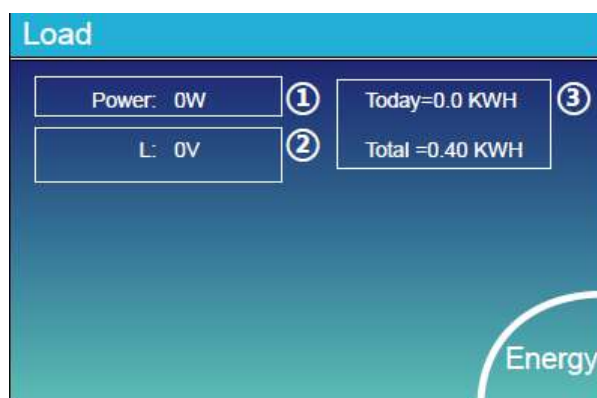 Load
Power: 0W ①
L: 0V ②
Today=0.0 KWH ③
Total =0.40 KWH
Energy